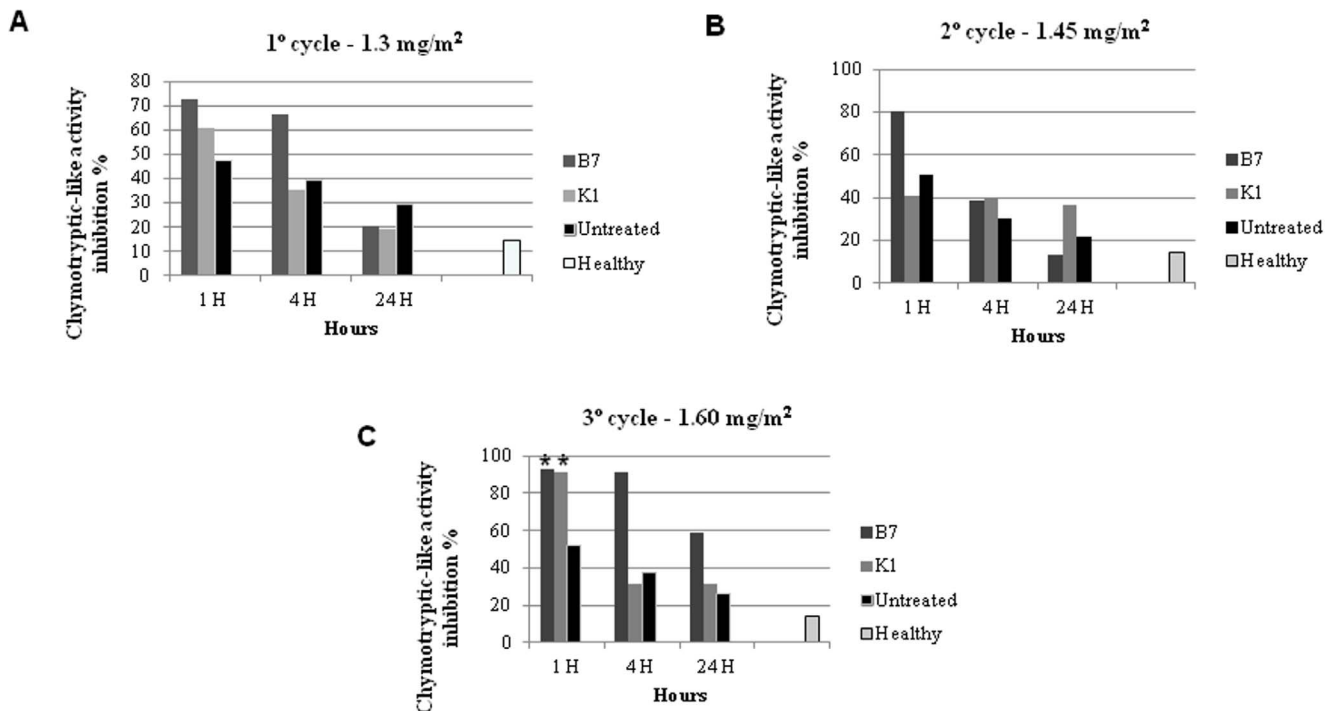 A
1º cycle - 1.3 mg/m²
Chymotryptic-like activity
inhibition %
80
70
60
50
40
30
20
10
0
1 H
4 H
24 H
Hours
B7
K1
Untreated
Healthy
B
2º cycle - 1.45 mg/m²
Chymotryptic-like activity
inhibition %
100
80
60
40
20
0
1 H
4 H
24 H
Hours
B7
K1
Untreated
Healthy
C
3º cycle - 1.60 mg/m²
Chymotryptic-like activity
inhibition %
100
80
60
40
20
0
* *
1 H
4 H
24 H
Hours
B7
K1
Untreated
Healthy